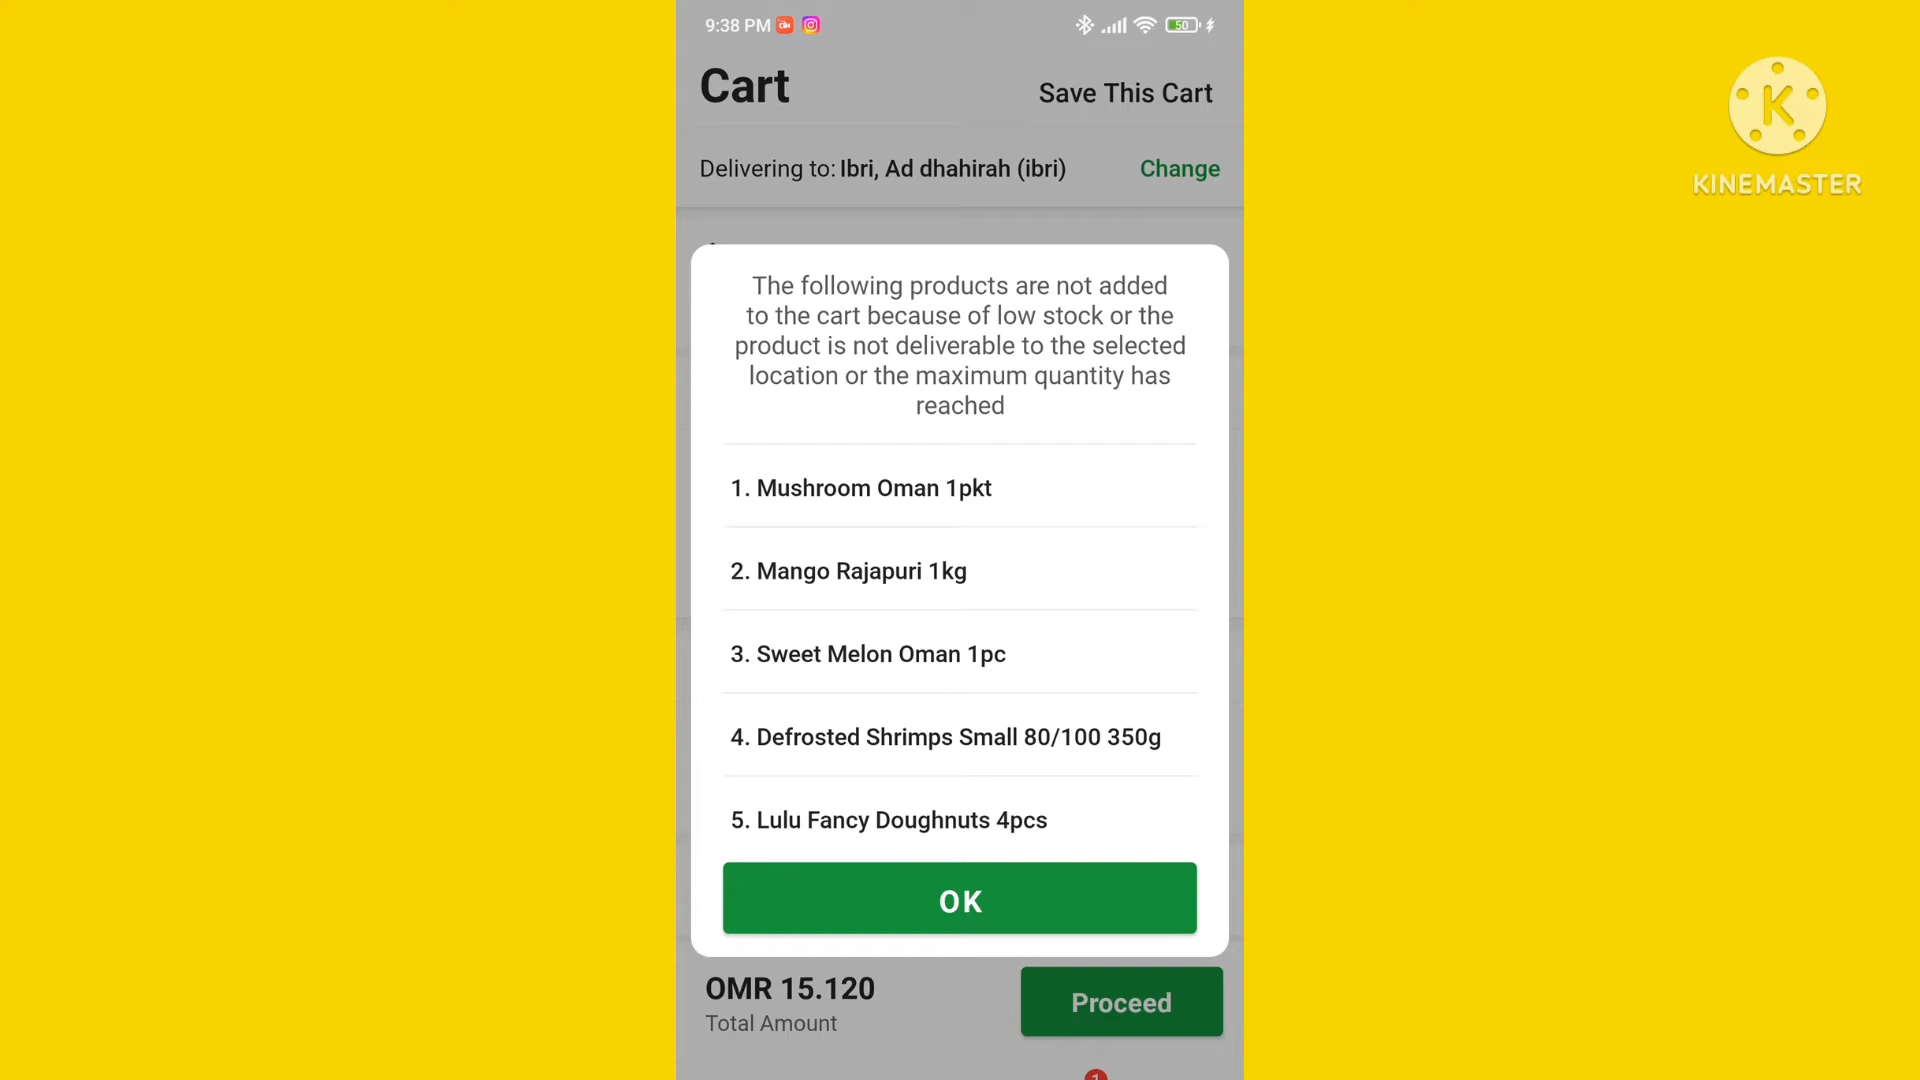 9:38 PM
50
Cart
Save This Cart
Delivering to: Ibri, Ad dhahirah (ibri)
Change
K
KINEMASTER
The following products are not added
to the cart because of low stock or the
product is not deliverable to the selected
location or the maximum quantity has
reached
1. Mushroom Oman 1pkt
2. Mango Rajapuri 1kg
3. Sweet Melon Oman 1pc
4. Defrosted Shrimps Small 80/100 350g
5. Lulu Fancy Doughnuts 4pcs
OK
OMR 15.120
Total Amount
Proceed
1